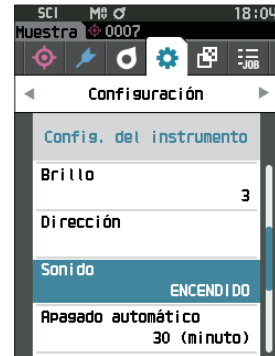 SCI M0 18:04
Muestra 0007
JOB
Configuración
Config. del instrumento
Brillo
3
Dirección
Sonido
ENCENDIDO
Apagado automático
30 (minuto)